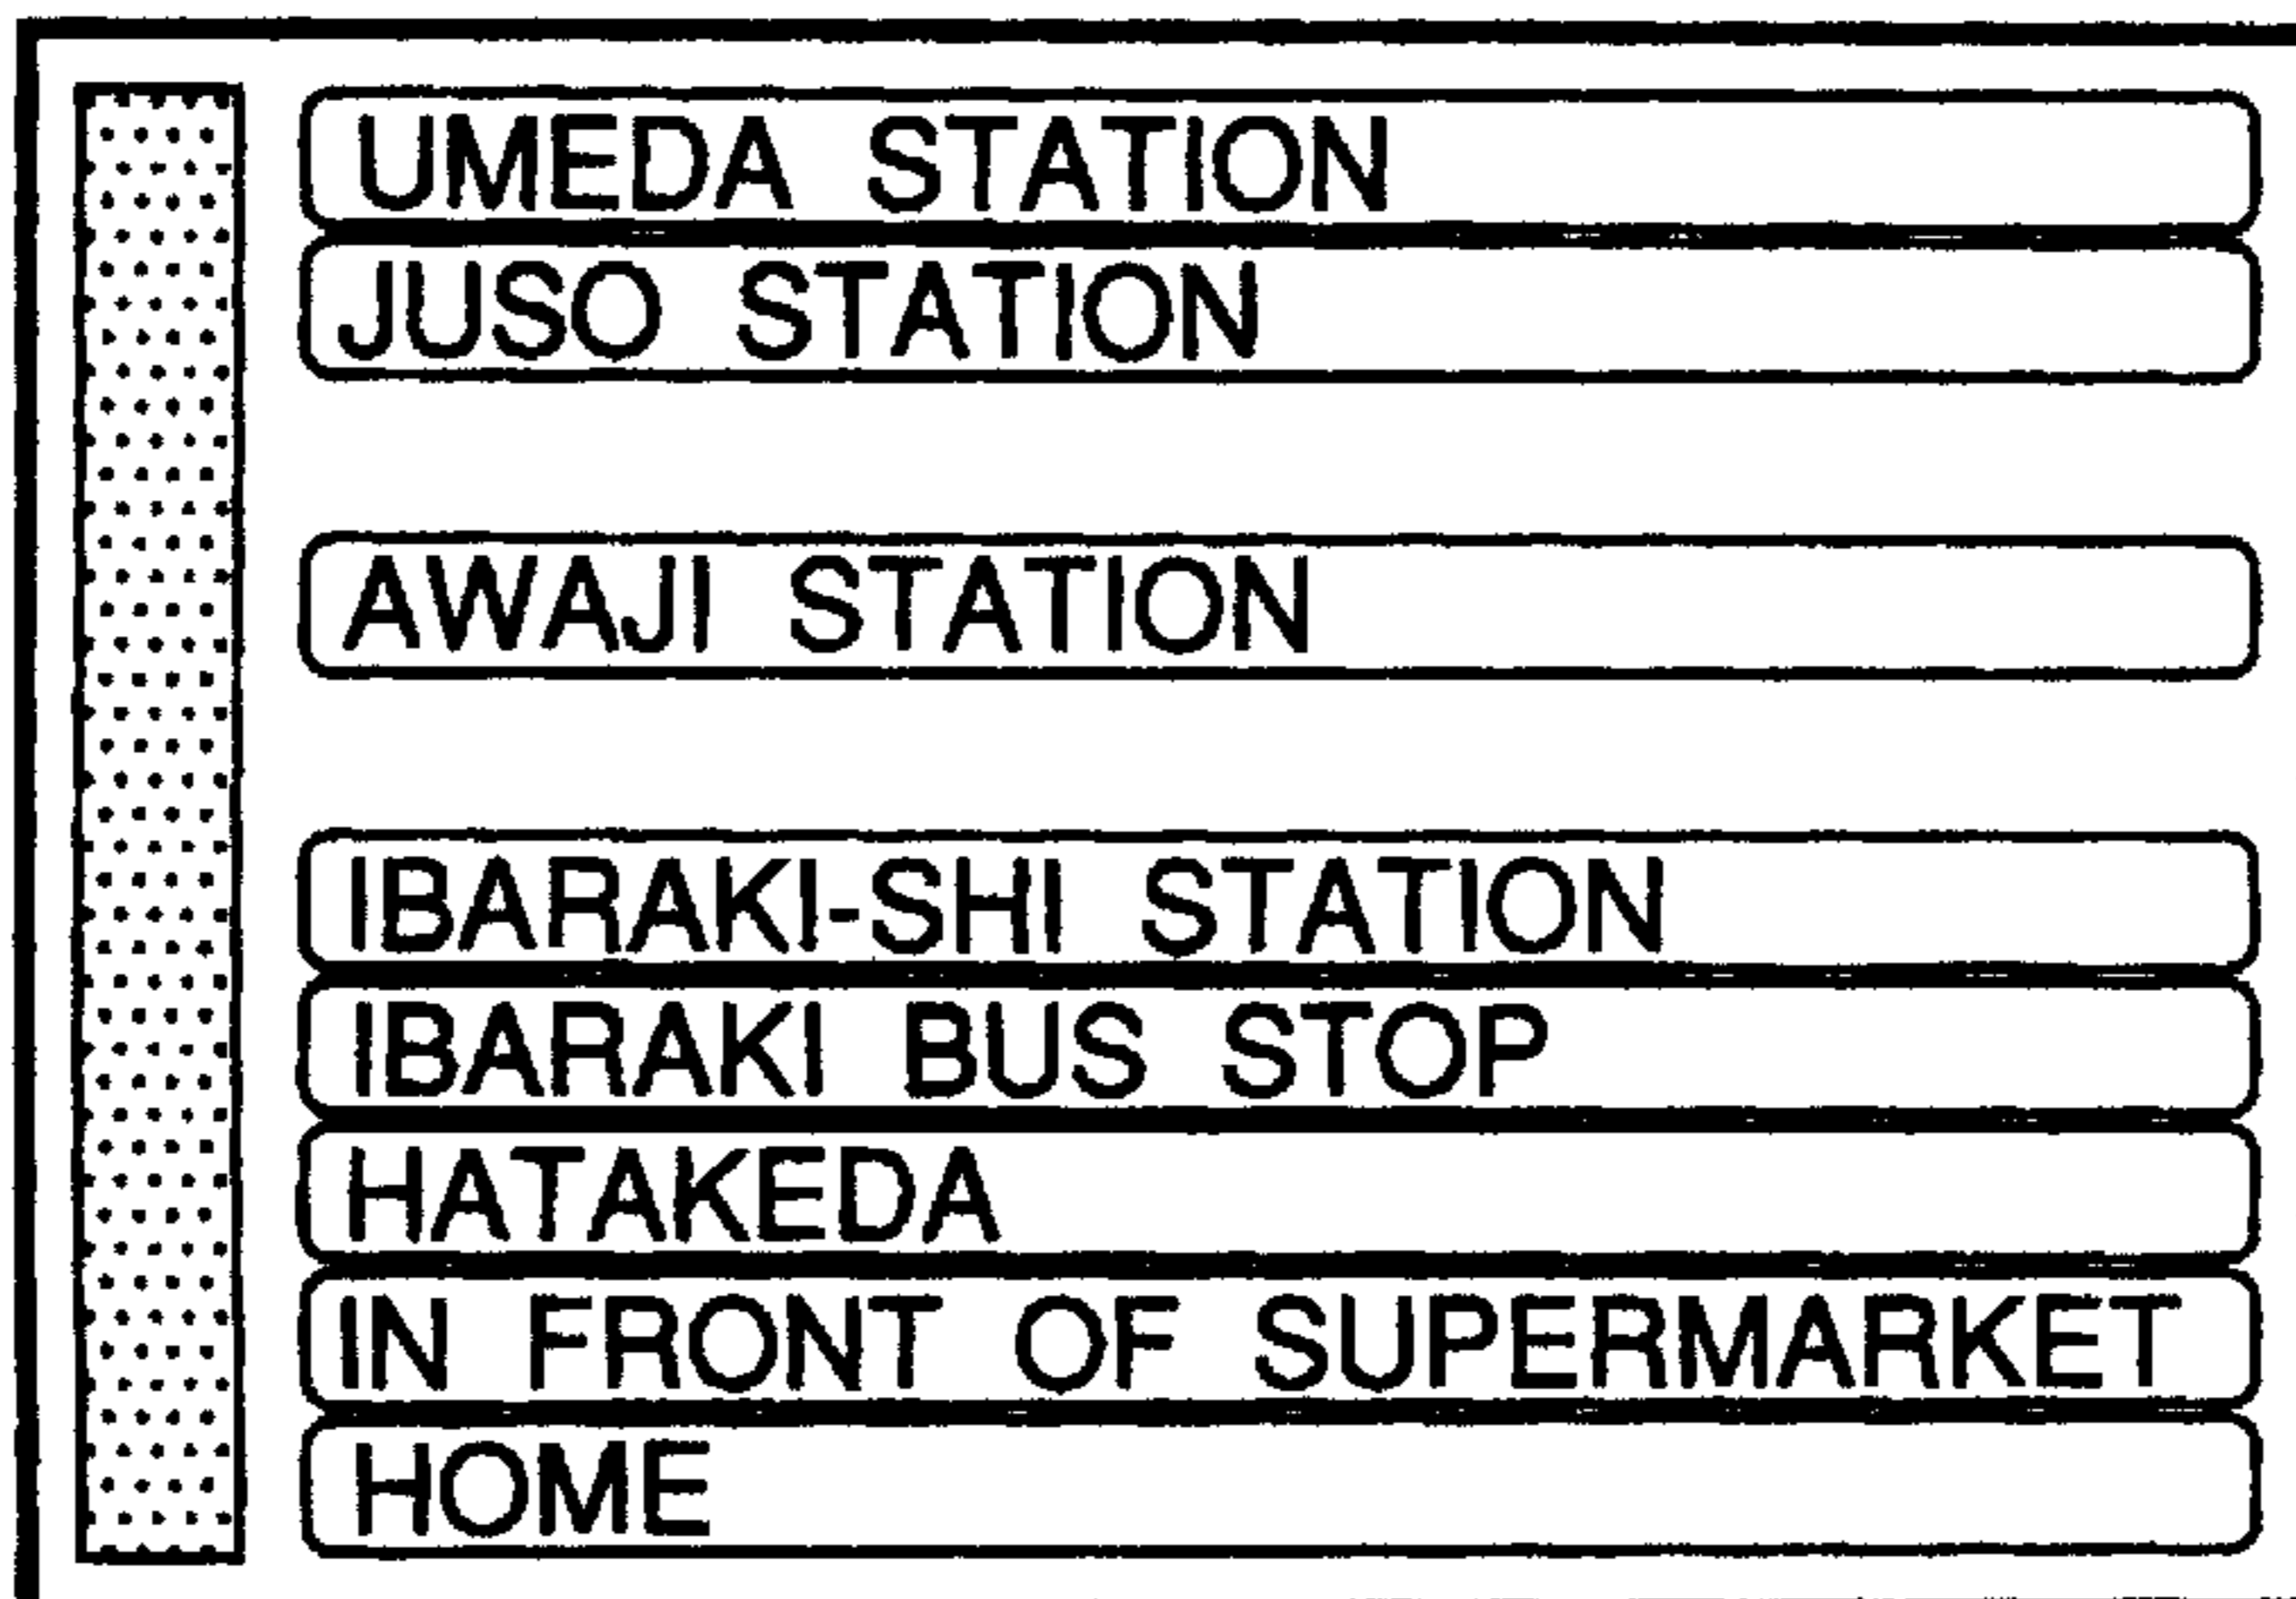 UMEDA STATION
JUSO STATION
AWAJI STATION
IBARAKI-SHI STATION
IBARAKI BUS STOP
HATAKEDA
IN FRONT OF SUPERMARKET
HOME